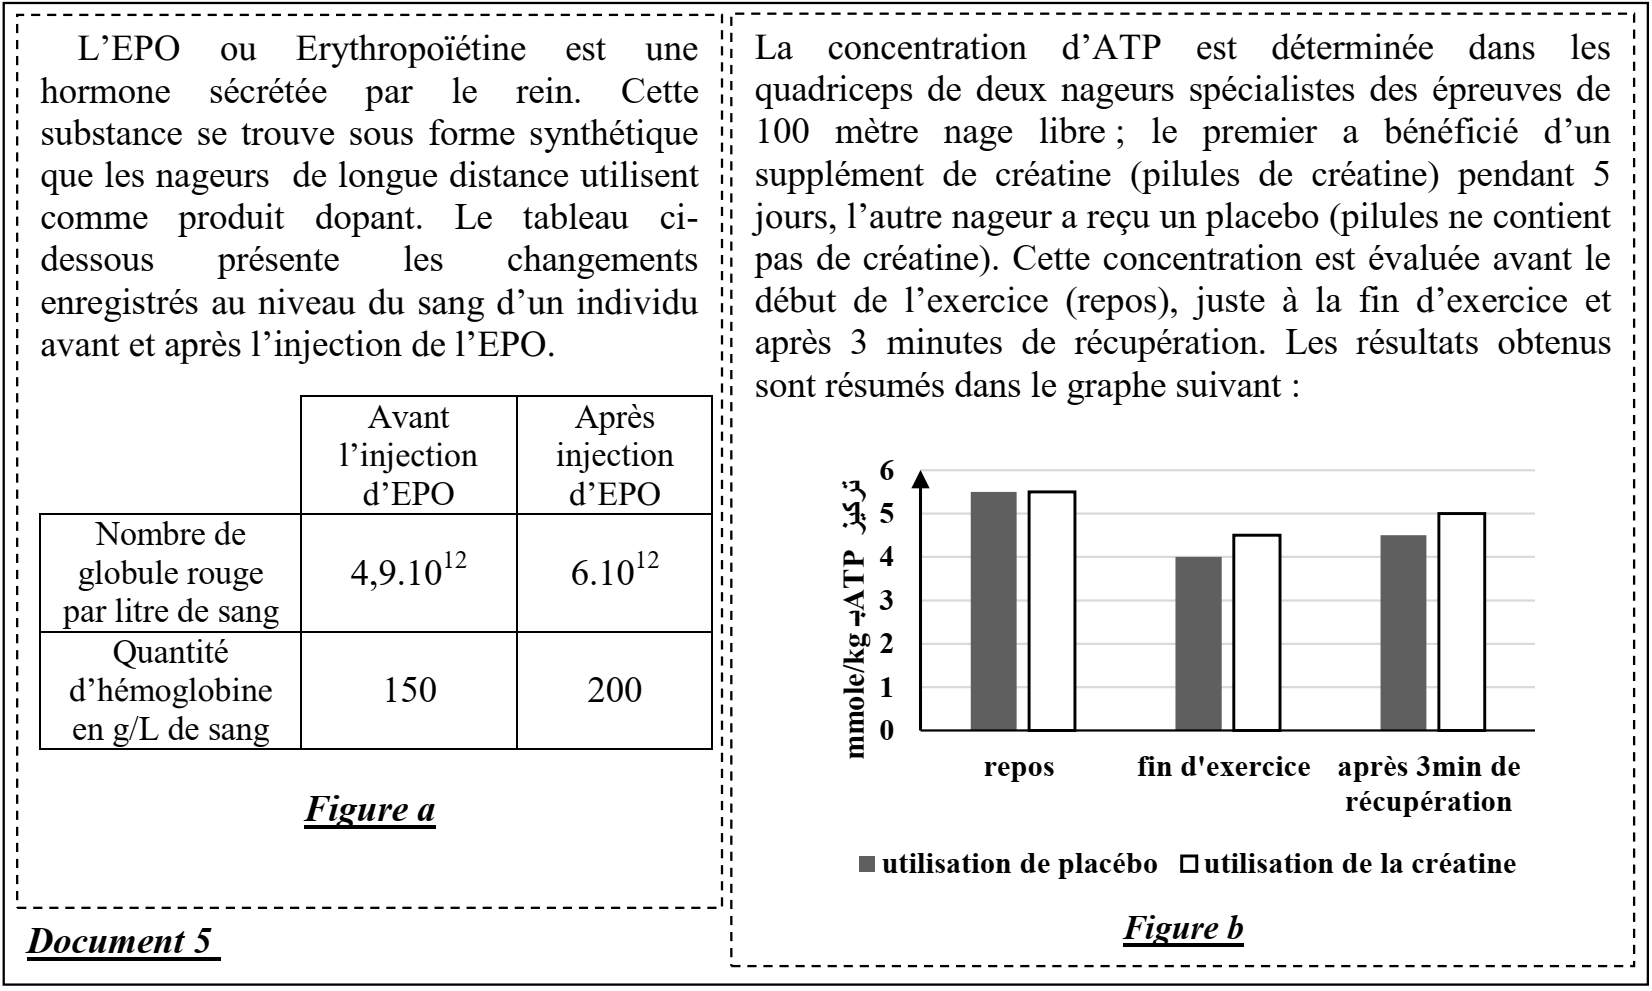 L’EPO ou Erythropoïétine est une
hormone sécrétée par le rein. Cette
substance se trouve sous forme synthétique
que les nageurs de longue distance utilisent
comme produit dopant. Le tableau ci-
dessous présente les changements
enregistrés au niveau du sang d’un individu
avant et après l’injection de l’EPO.
Avant
l’injection
d’EPO
Après
injection
d’EPO
Nombre de
globule rouge
par litre de sang
4,9.10¹²
6.10¹²
Quantité
d’hémoglobine
en g/L de sang
150
200
Figure a
La concentration d’ATP est déterminée dans les
quadriceps de deux nageurs spécialistes des épreuves de
100 mètre nage libre ; le premier a bénéficié d’un
supplément de créatine (pilules de créatine) pendant 5
jours, l’autre nageur a reçu un placebo (pilules ne contient
pas de créatine). Cette concentration est évaluée avant le
début de l’exercice (repos), juste à la fin d’exercice et
après 3 minutes de récupération. Les résultats obtenus
sont résumés dans le graphe suivant :
تركيز ATP بـ mmole/kg
6
5
4
3
2
1
0
repos
fin d'exercice
après 3min de
récupération
utilisation de placébo
utilisation de la créatine
Figure b
Document 5